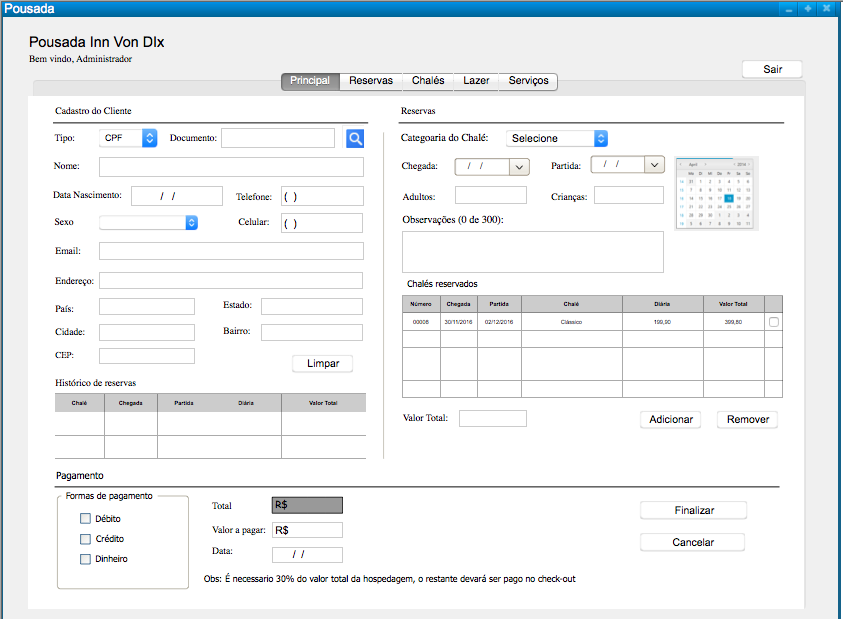 Pousada
Pousada Inn Von DIx
Bem vindo, Administrador
Sair
Principal Reservas Chalés Lazer Serviços
Cadastro do Cliente
Tipo: CPF Documento:
Nome:
Data Nascimento: / / Telefone: ( )
Sexo Celular: ( )
Email:
Endereço:
País: Estado:
Cidade: Bairro:
CEP:
Limpar
Histórico de reservas
Chalé Chegada Partida Diária Valor Total
Reservas
Categoaria do Chalé: Selecione
Chegada: / / Partida: / /
April 2016
Adultos: Crianças:
Observações (0 de 300):
Chalés reservados
Número Chegada Partida Chalé Diária Valor Total
00008 30/11/2016 02/12/2016 Clássico 199,90 399,80
Valor Total: Adicionar Remover
Pagamento
Formas de pagamento
Débito
Crédito
Dinheiro
Total R$
Valor a pagar: R$
Data: / /
Finalizar
Cancelar
Obs: É necessario 30% do valor total da hospedagem, o restante devará ser pago no check-out